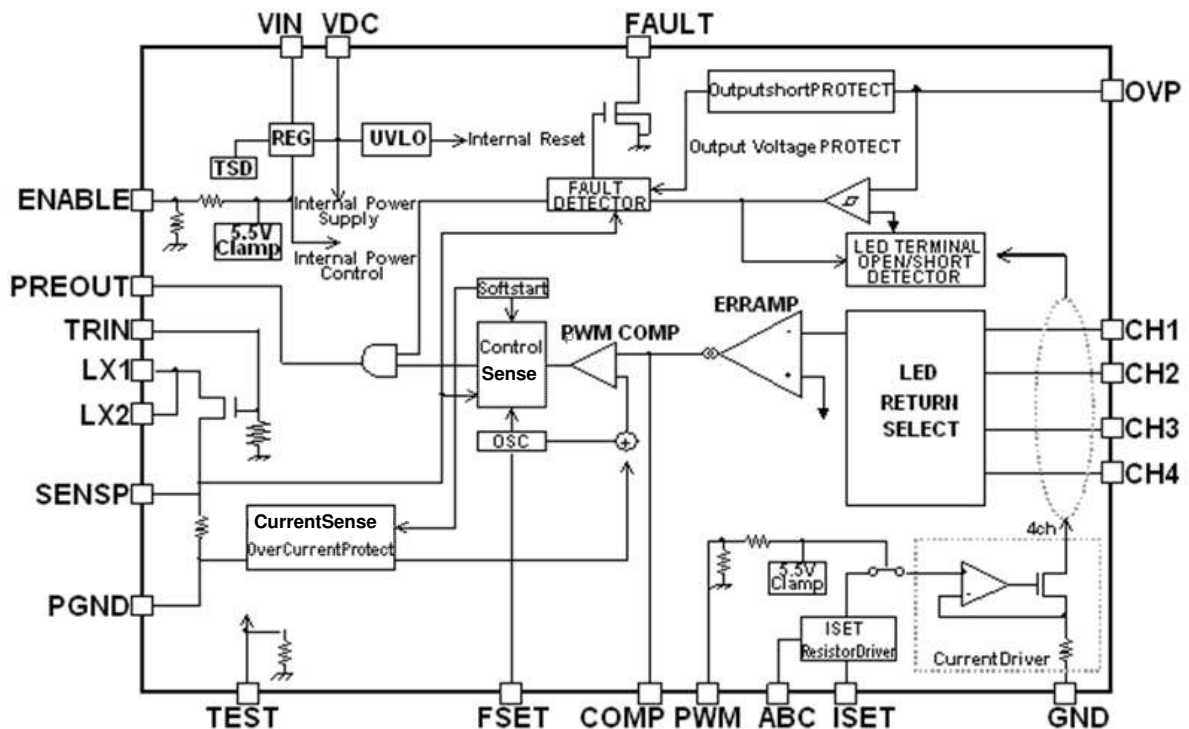 VIN VDC FAULT
OutputshortPROTECT
OVP
REG
UVLO
Internal Reset
Output Voltage PROTECT
TSD
FAULT
DETECTOR
ENABLE
Internal Power
Supply
5.5V
Clamp
LED TERMINAL
OPEN/SHORT
DETECTOR
Internal Power
Control
PREOUT
Softstart
ERRAMP
TRIN
PWM COMP
CH1
Control
Sense
-
+
LX1
LED
RETURN
SELECT
CH2
LX2
CH3
OSC
+
CH4
SENSP
CurrentSense
OverCurrentProtect
4ch
5.5V
Clamp
+
-
PGND
ISET
ResistorDriver
CurrentDriver
TEST FSET COMP PWM ABC ISET GND